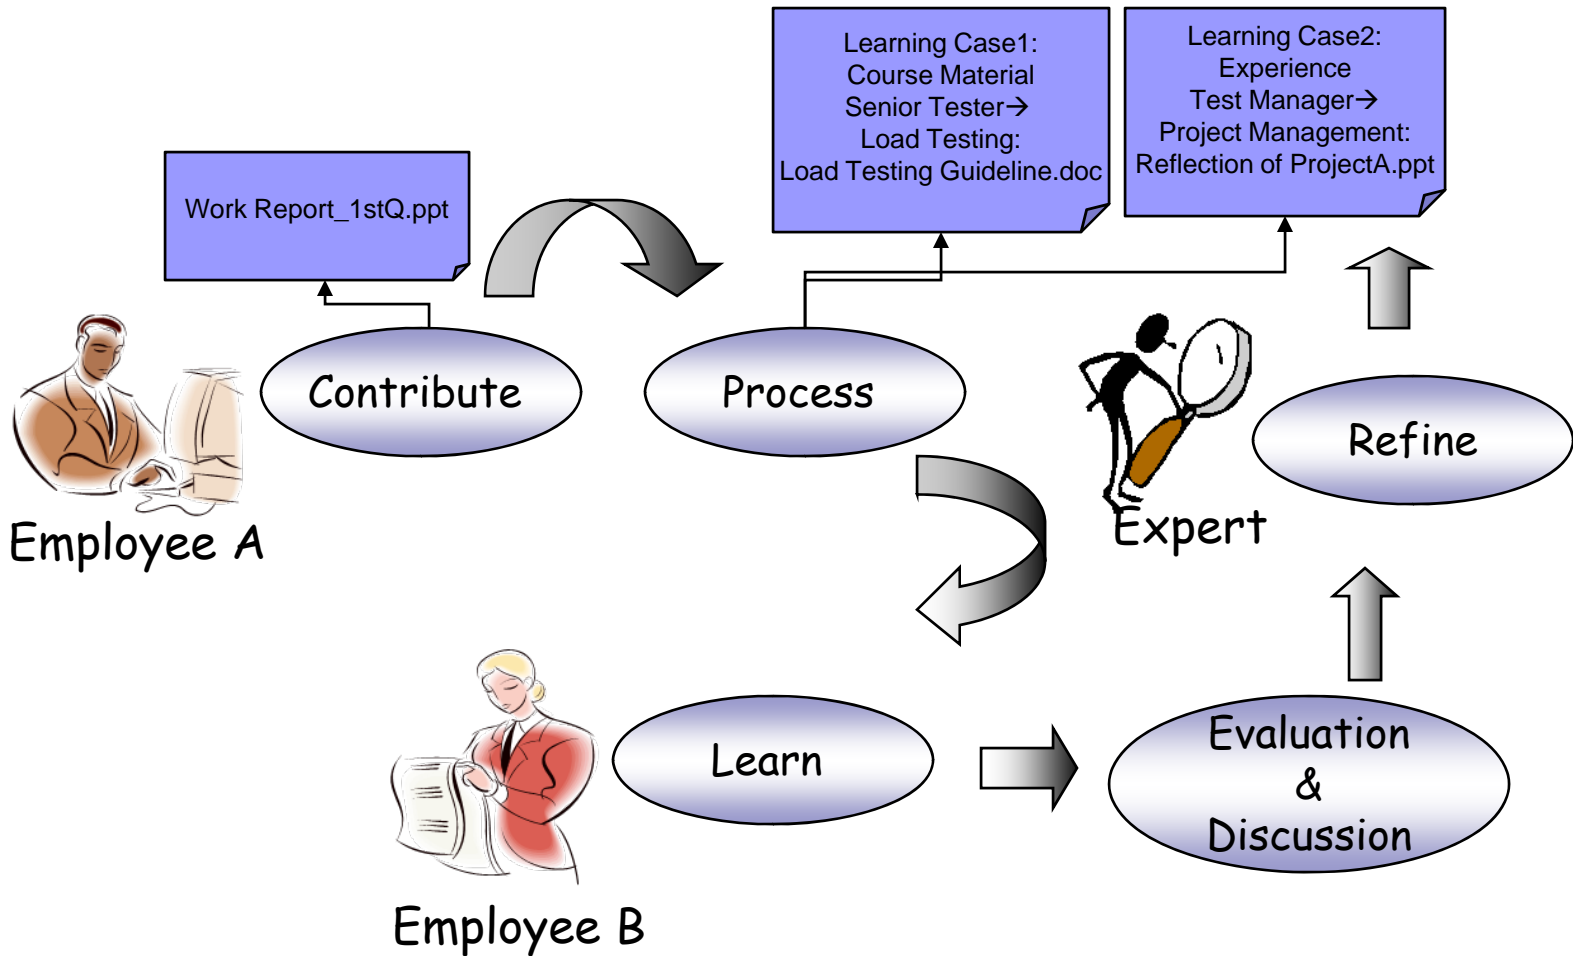 Learning Case1:
Course Material
Senior Tester→
Load Testing:
Load Testing Guideline.doc
Learning Case2:
Experience
Test Manager→
Project Management:
Reflection of ProjectA.ppt
Work Report_1stQ.ppt
Contribute
Process
Refine
Employee A
Expert
Learn
Evaluation
&
Discussion
Employee B